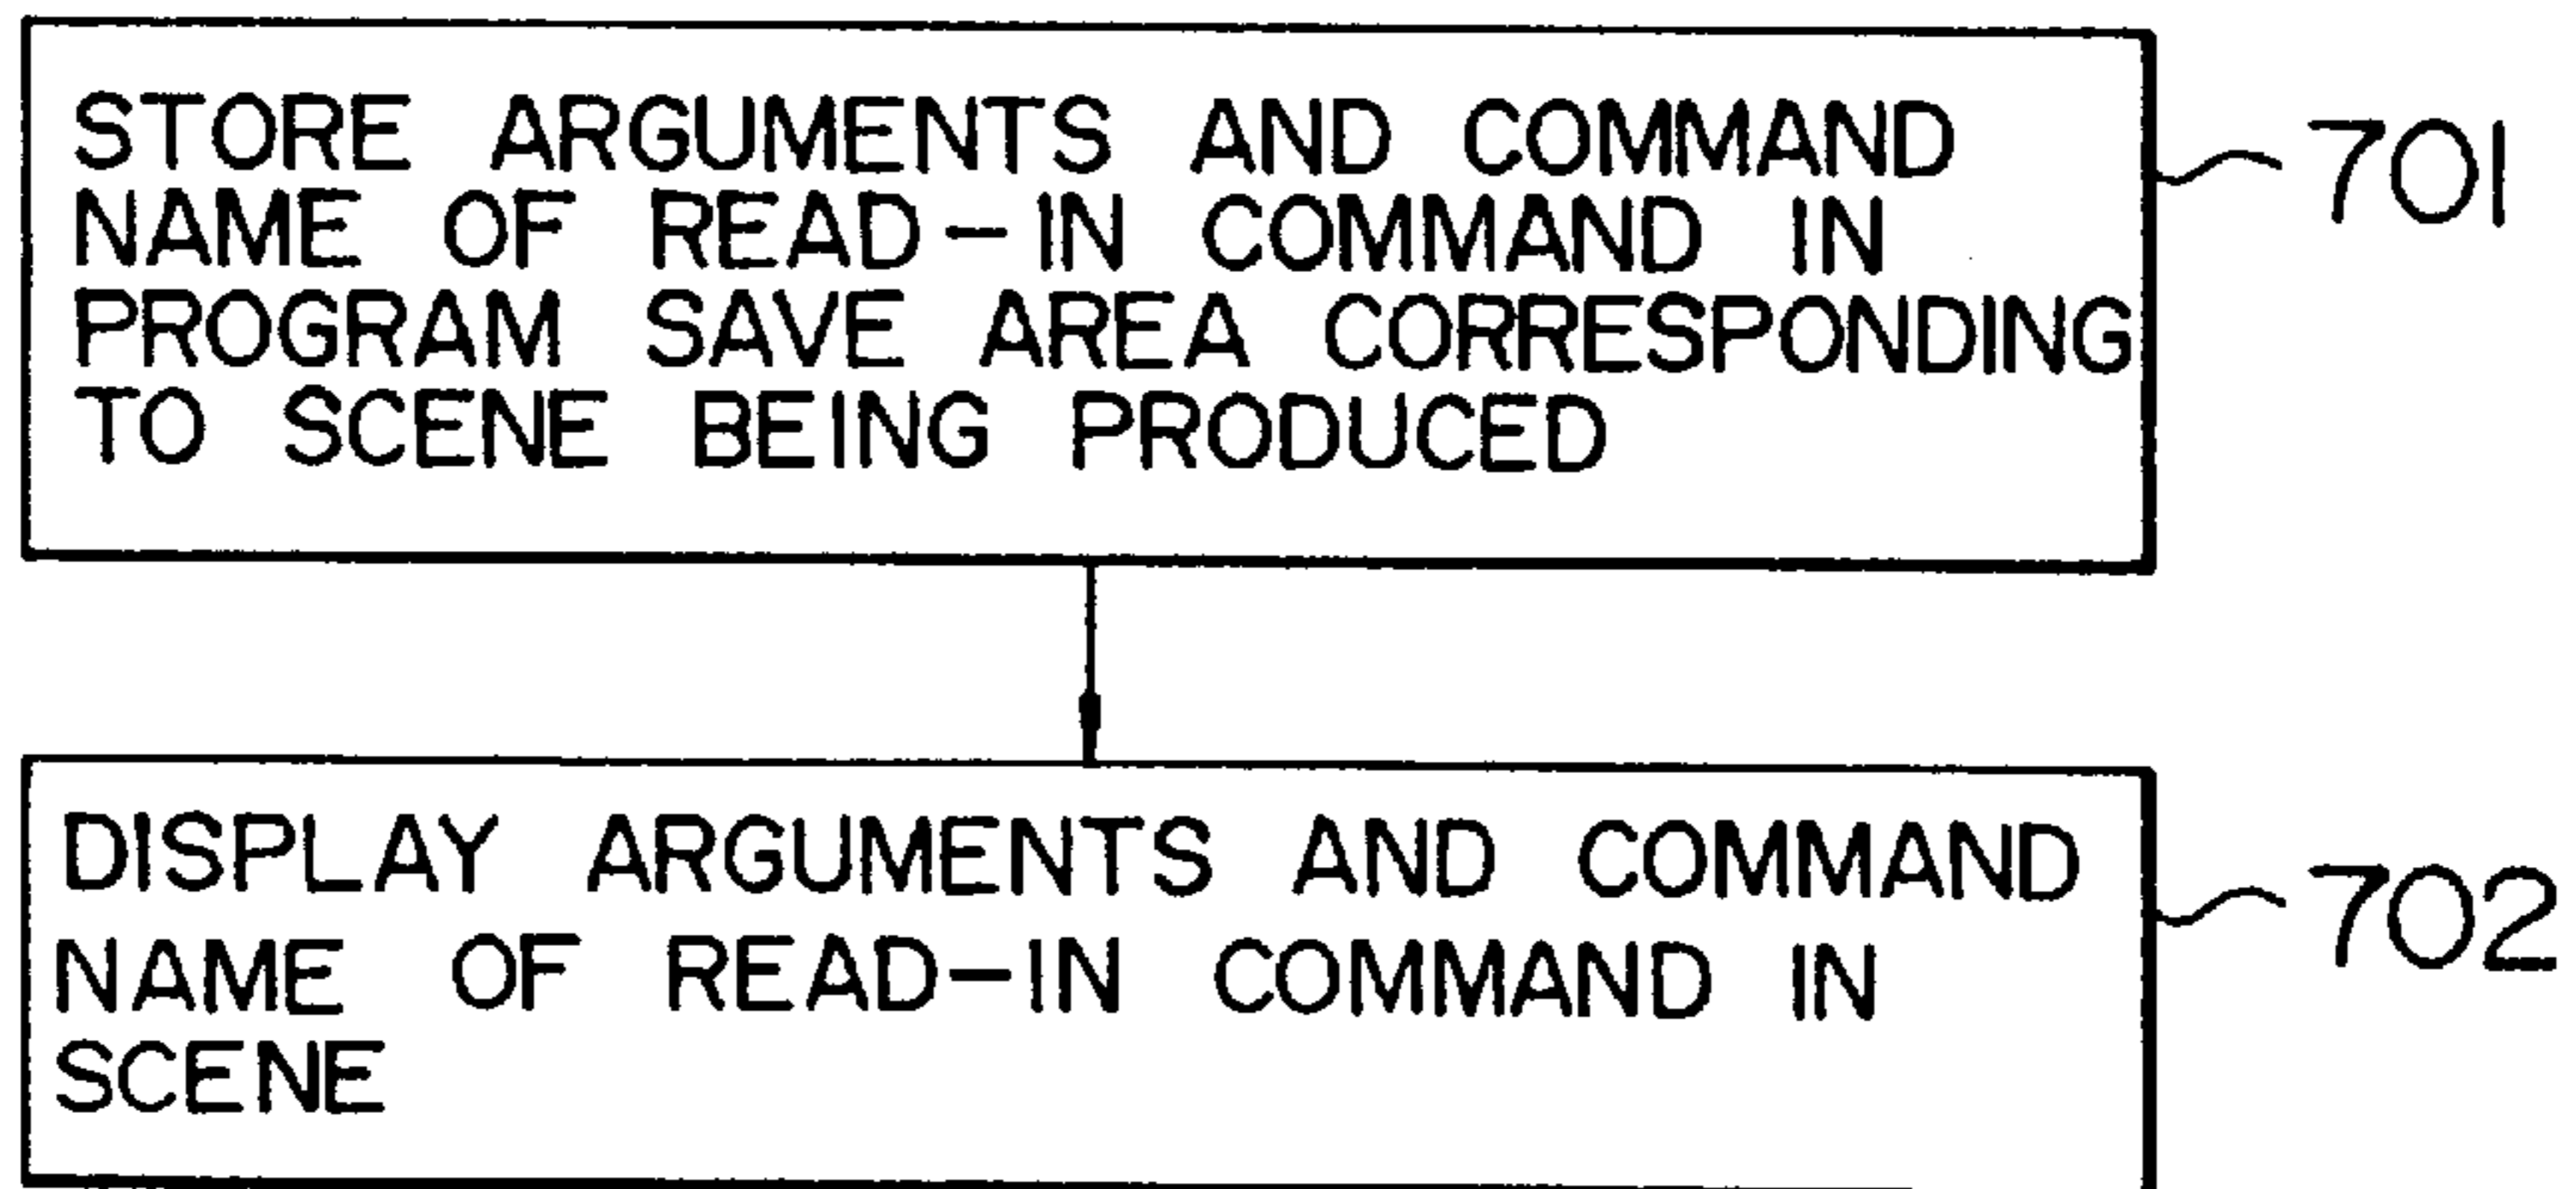 STORE ARGUMENTS AND COMMAND
NAME OF READ-IN COMMAND IN
PROGRAM SAVE AREA CORRESPONDING
TO SCENE BEING PRODUCED
701
DISPLAY ARGUMENTS AND COMMAND
NAME OF READ-IN COMMAND IN
SCENE
702